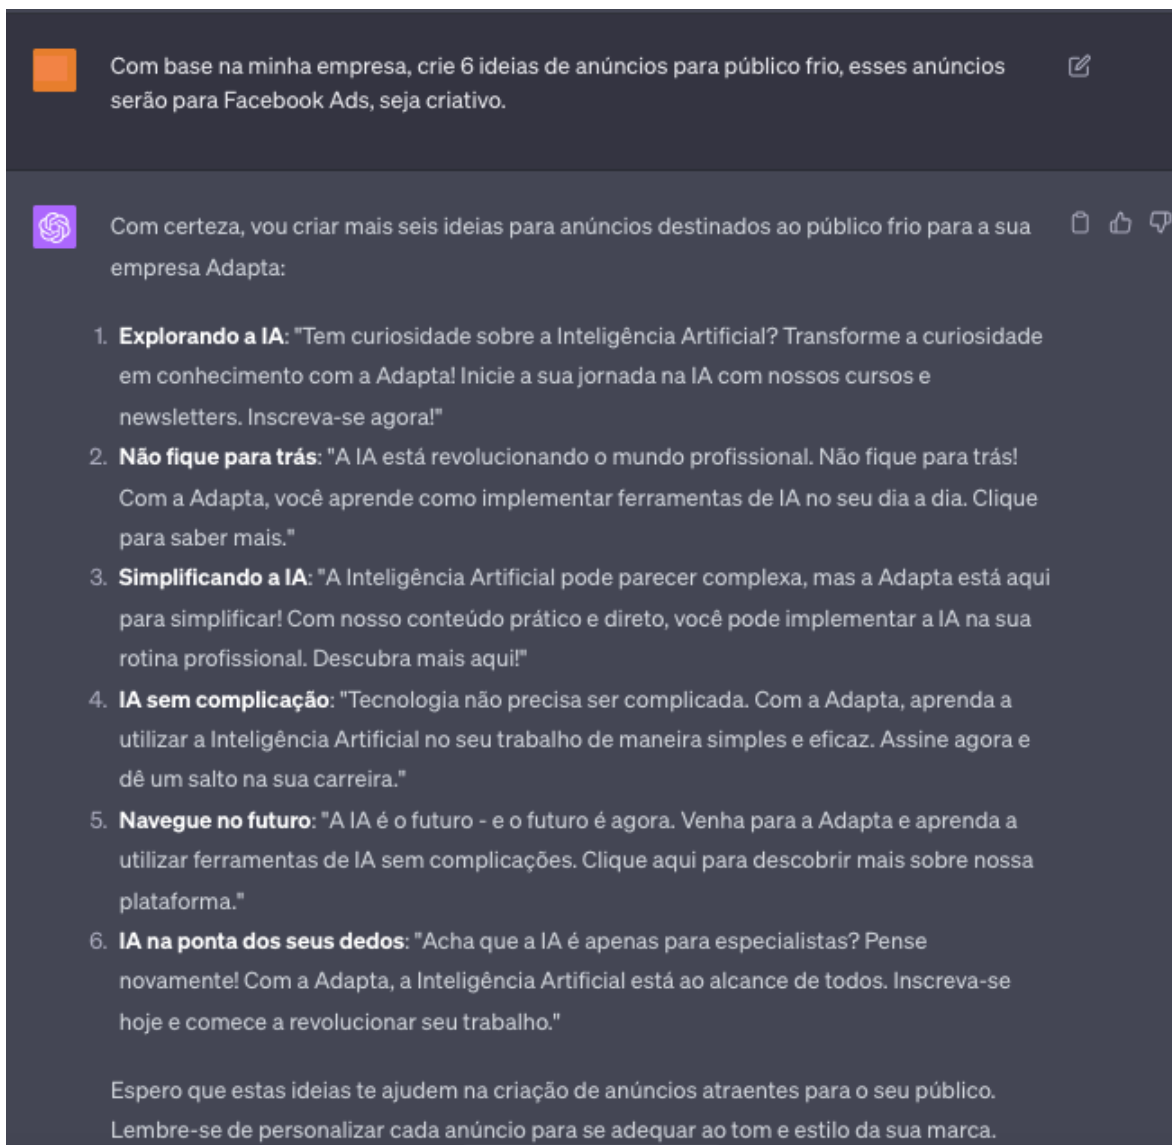 Com base na minha empresa, crie 6 ideias de anúncios para público frio, esses anúncios
serão para Facebook Ads, seja criativo.
Com certeza, vou criar mais seis ideias para anúncios destinados ao público frio para a sua
empresa Adapta:
1. Explorando a IA: "Tem curiosidade sobre a Inteligência Artificial? Transforme a curiosidade
em conhecimento com a Adapta! Inicie a sua jornada na IA com nossos cursos e
newsletters. Inscreva-se agora!"
2. Não fique para trás: "A IA está revolucionando o mundo profissional. Não fique para trás!
Com a Adapta, você aprende como implementar ferramentas de IA no seu dia a dia. Clique
para saber mais."
3. Simplificando a IA: "A Inteligência Artificial pode parecer complexa, mas a Adapta está aqui
para simplificar! Com nosso conteúdo prático e direto, você pode implementar a IA na sua
rotina profissional. Descubra mais aqui!"
4. IA sem complicação: "Tecnologia não precisa ser complicada. Com a Adapta, aprenda a
utilizar a Inteligência Artificial no seu trabalho de maneira simples e eficaz. Assine agora e
dê um salto na sua carreira."
5. Navegue no futuro: "A IA é o futuro - e o futuro é agora. Venha para a Adapta e aprenda a
utilizar ferramentas de IA sem complicações. Clique aqui para descobrir mais sobre nossa
plataforma."
6. IA na ponta dos seus dedos: "Acha que a IA é apenas para especialistas? Pense
novamente! Com a Adapta, a Inteligência Artificial está ao alcance de todos. Inscreva-se
hoje e comece a revolucionar seu trabalho."
Espero que estas ideias te ajudem na criação de anúncios atraentes para o seu público.
Lembre-se de personalizar cada anúncio para se adequar ao tom e estilo da sua marca.